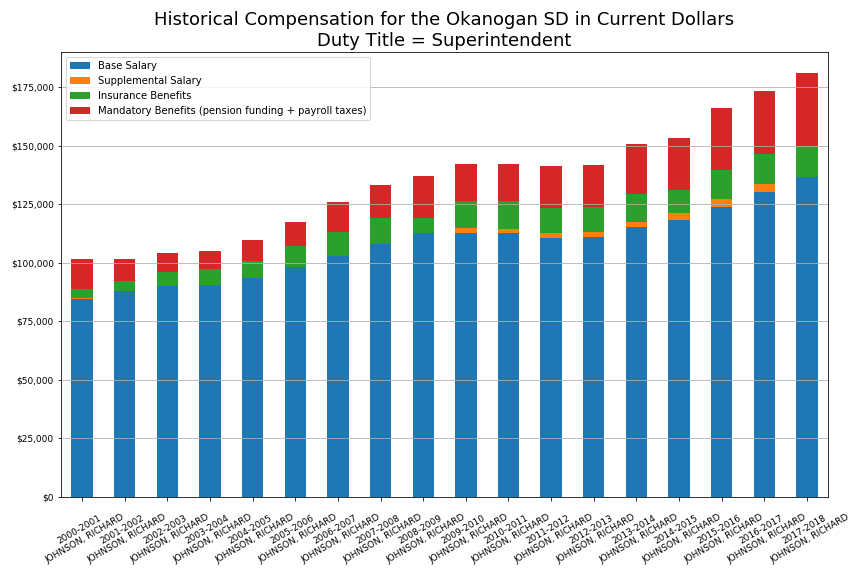 Historical Compensation for the Okanogan SD in Current Dollars
Duty Title = Superintendent
Base Salary
Supplemental Salary
Insurance Benefits
Mandatory Benefits (pension funding + payroll taxes)
$175,000
$150,000
$125,000
$100,000
$75,000
$50,000
$25,000
$0
2000-2001
JOHNSON, RICHARD
2001-2002
JOHNSON, RICHARD
2002-2003
JOHNSON, RICHARD
2003-2004
JOHNSON, RICHARD
2004-2005
JOHNSON, RICHARD
2005-2006
JOHNSON, RICHARD
2006-2007
JOHNSON, RICHARD
2007-2008
JOHNSON, RICHARD
2008-2009
JOHNSON, RICHARD
2009-2010
JOHNSON, RICHARD
2010-2011
JOHNSON, RICHARD
2011-2012
JOHNSON, RICHARD
2012-2013
JOHNSON, RICHARD
2013-2014
JOHNSON, RICHARD
2014-2015
JOHNSON, RICHARD
2015-2016
JOHNSON, RICHARD
2016-2017
JOHNSON, RICHARD
2017-2018
JOHNSON, RICHARD